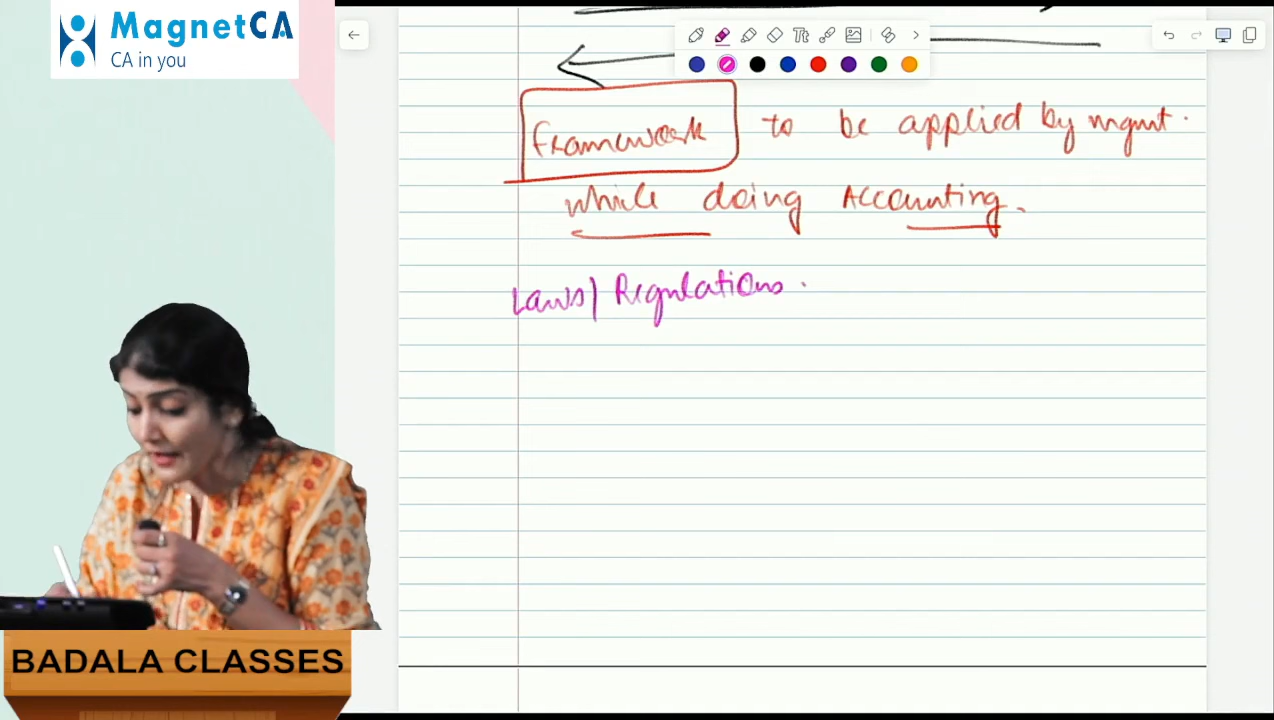 MagnetCA
CA in you
Framework to be applied by mgmt.
while doing Accounting.
Laws/ Regulations.
BADALA CLASSES